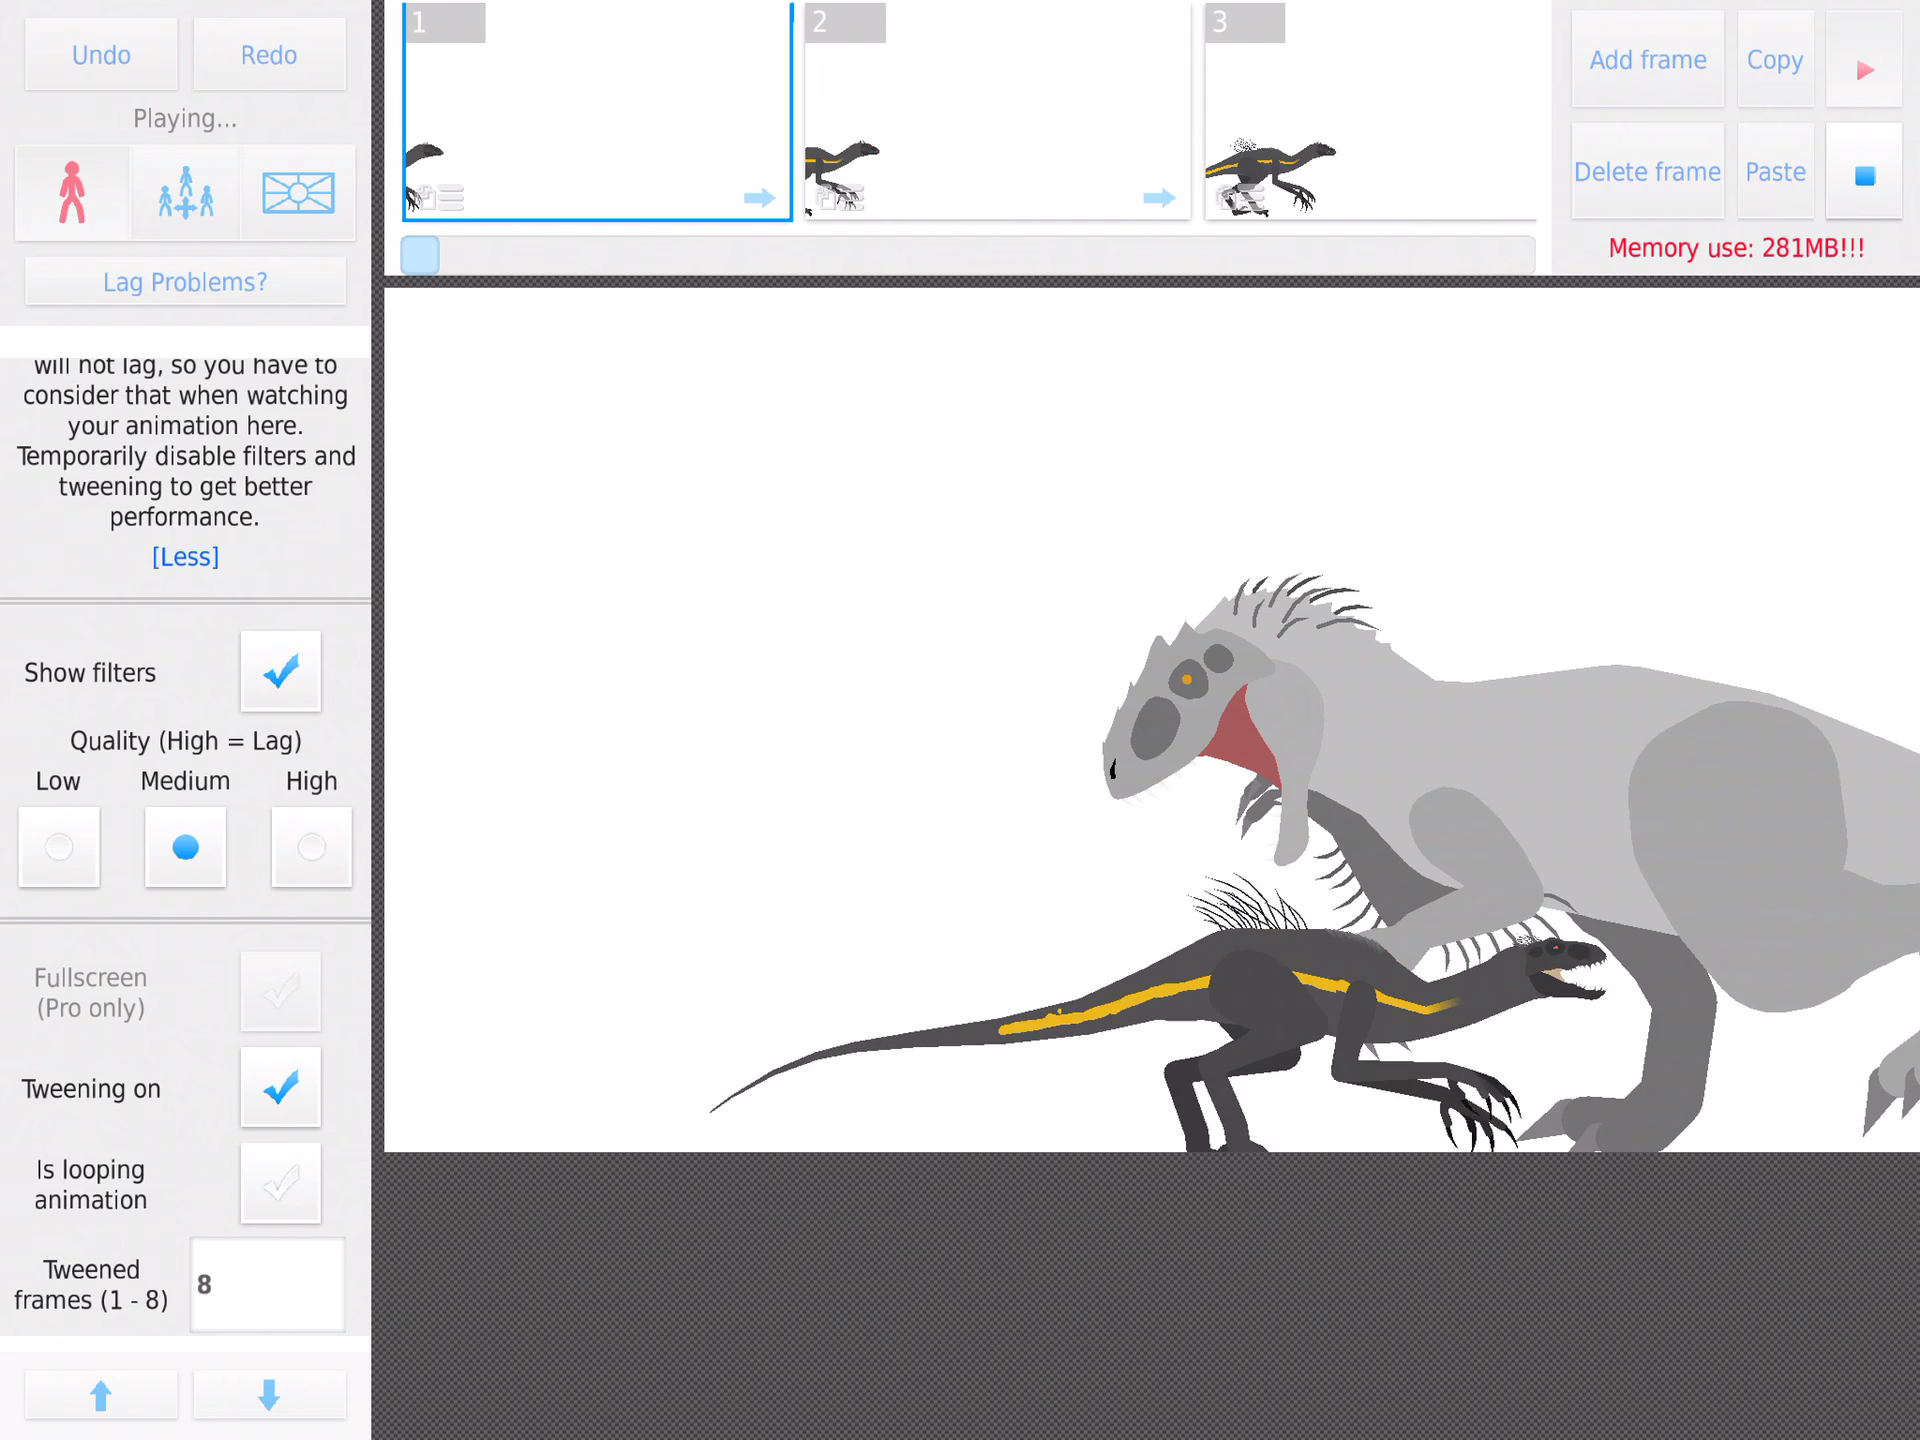 Undo
Redo
Playing...
Lag Problems?
will not lag, so you have to
consider that when watching
your animation here.
Temporarily disable filters and
tweening to get better
performance.
[Less]
Show filters
Quality (High = Lag)
Low
Medium
High
Fullscreen
(Pro only)
Tweening on
Is looping
animation
Tweened
frames (1 - 8)
8
1
2
3
Add frame
Copy
Delete frame
Paste
Memory use: 281MB!!!